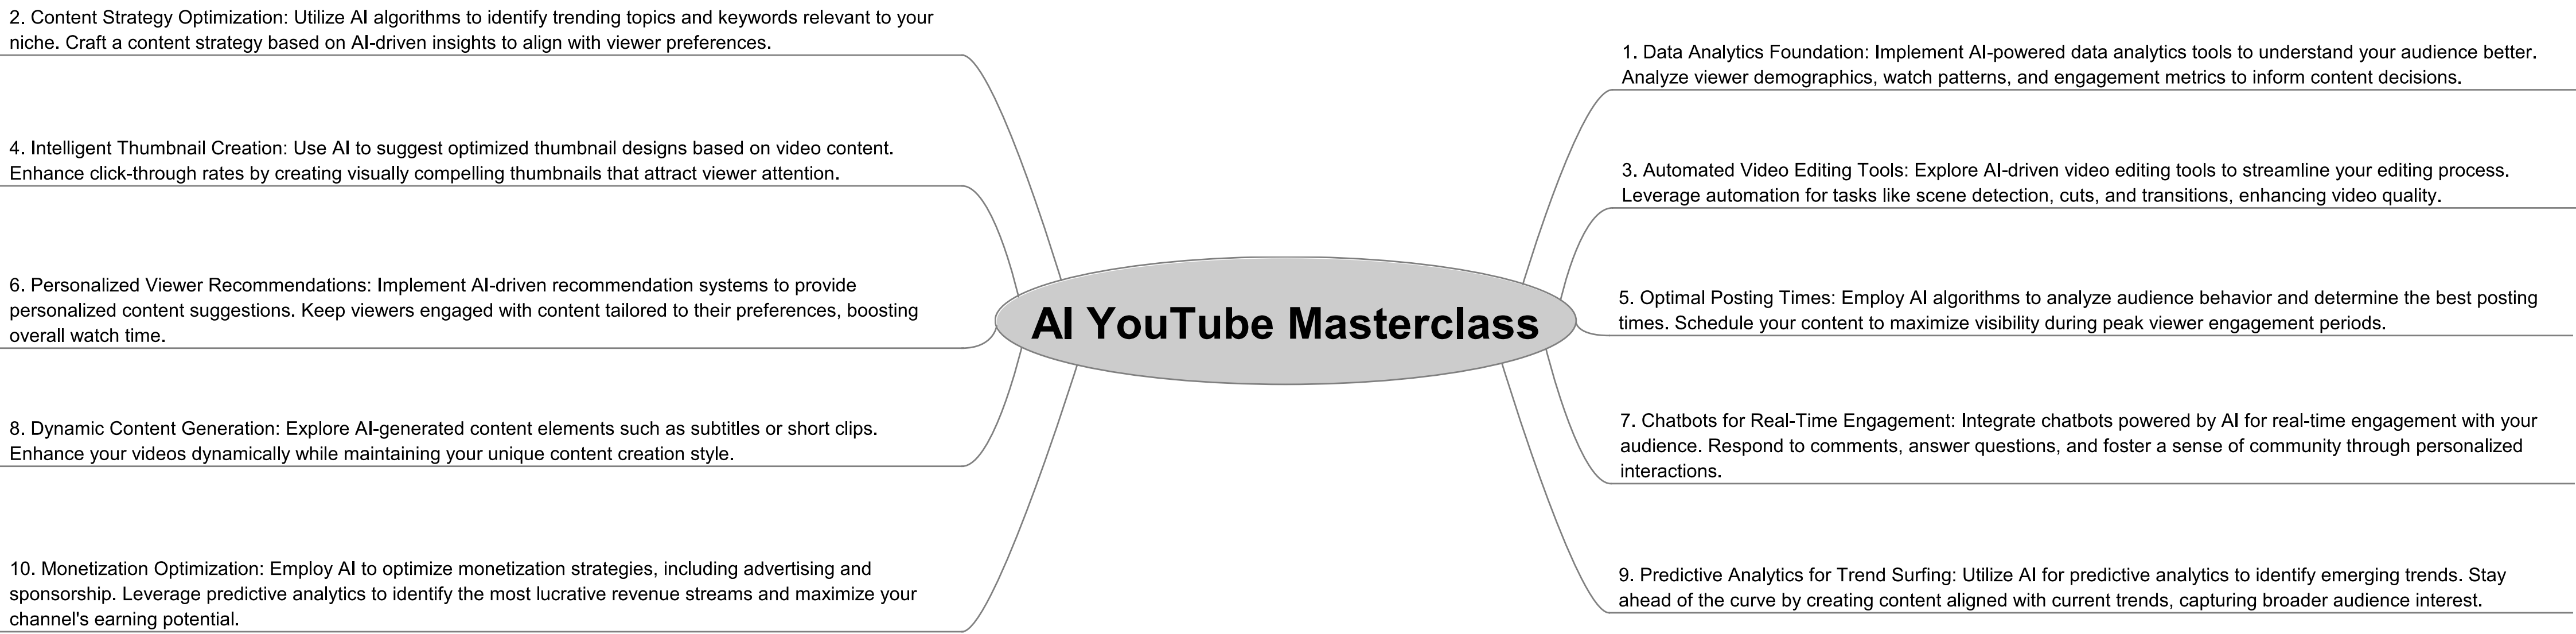 2. Content Strategy Optimization: Utilize AI algorithms to identify trending topics and keywords relevant to your
niche. Craft a content strategy based on AI-driven insights to align with viewer preferences.
4. Intelligent Thumbnail Creation: Use AI to suggest optimized thumbnail designs based on video content.
Enhance click-through rates by creating visually compelling thumbnails that attract viewer attention.
6. Personalized Viewer Recommendations: Implement AI-driven recommendation systems to provide
personalized content suggestions. Keep viewers engaged with content tailored to their preferences, boosting
overall watch time.
8. Dynamic Content Generation: Explore AI-generated content elements such as subtitles or short clips.
Enhance your videos dynamically while maintaining your unique content creation style.
10. Monetization Optimization: Employ AI to optimize monetization strategies, including advertising and
sponsorship. Leverage predictive analytics to identify the most lucrative revenue streams and maximize your
channel's earning potential.
AI YouTube Masterclass
1. Data Analytics Foundation: Implement AI-powered data analytics tools to understand your audience better.
Analyze viewer demographics, watch patterns, and engagement metrics to inform content decisions.
3. Automated Video Editing Tools: Explore AI-driven video editing tools to streamline your editing process.
Leverage automation for tasks like scene detection, cuts, and transitions, enhancing video quality.
5. Optimal Posting Times: Employ AI algorithms to analyze audience behavior and determine the best posting
times. Schedule your content to maximize visibility during peak viewer engagement periods.
7. Chatbots for Real-Time Engagement: Integrate chatbots powered by AI for real-time engagement with your
audience. Respond to comments, answer questions, and foster a sense of community through personalized
interactions.
9. Predictive Analytics for Trend Surfing: Utilize AI for predictive analytics to identify emerging trends. Stay
ahead of the curve by creating content aligned with current trends, capturing broader audience interest.